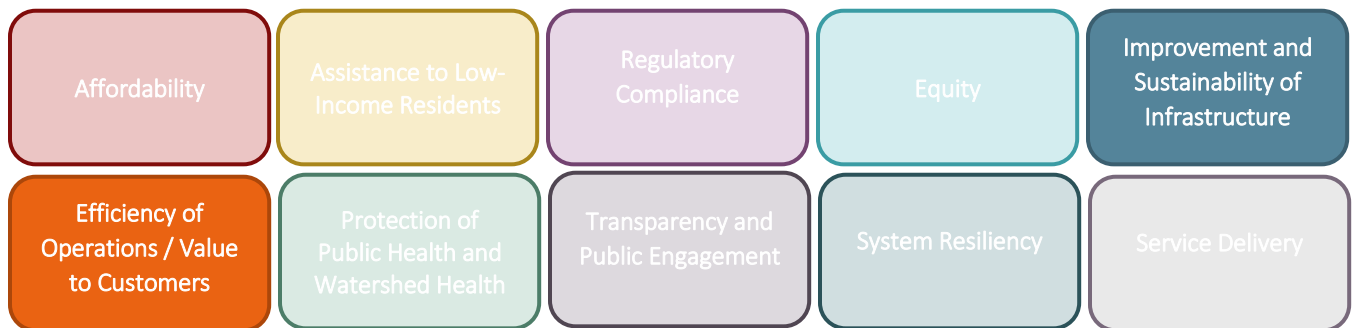 Affordability
Assistance to Low-
Income Residents
Regulatory
Compliance
Equity
Improvement and
Sustainability of
Infrastructure
Efficiency of
Operations / Value
to Customers
Protection of
Public Health and
Watershed Health
Transparency and
Public Engagement
System Resiliency
Service Delivery